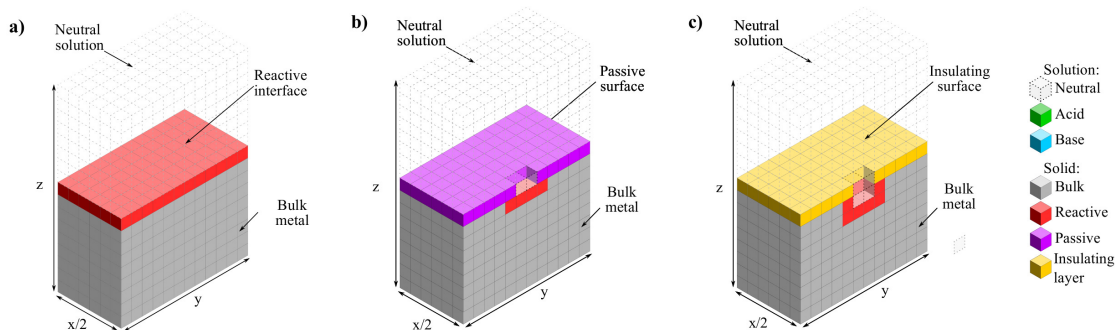 a)
Neutral
solution
Reactive
interface
z
Bulk
metal
x/2
y
b)
Neutral
solution
Passive
surface
z
Bulk
metal
x/2
y
c)
Neutral
solution
Insulating
surface
z
Bulk
metal
x/2
y
Solution:
Neutral
Acid
Base
Solid:
Bulk
Reactive
Passive
Insulating
layer